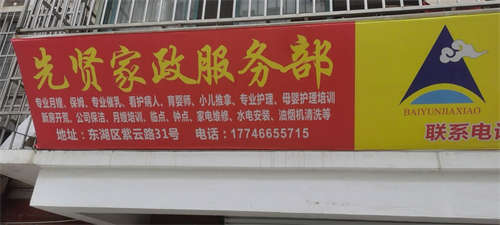 先贤家政服务部
专业月嫂、保姆、专业催乳、看护病人、育婴师、小儿推拿、专业护理、母婴护理培训
新房开荒、公司保洁、月嫂培训、临点、钟点、家电维修、水电安装、油烟机清洗等
地址：东湖区紫云路31号 电话：17746655715
BAIYUNJIAXIAO
联系电话